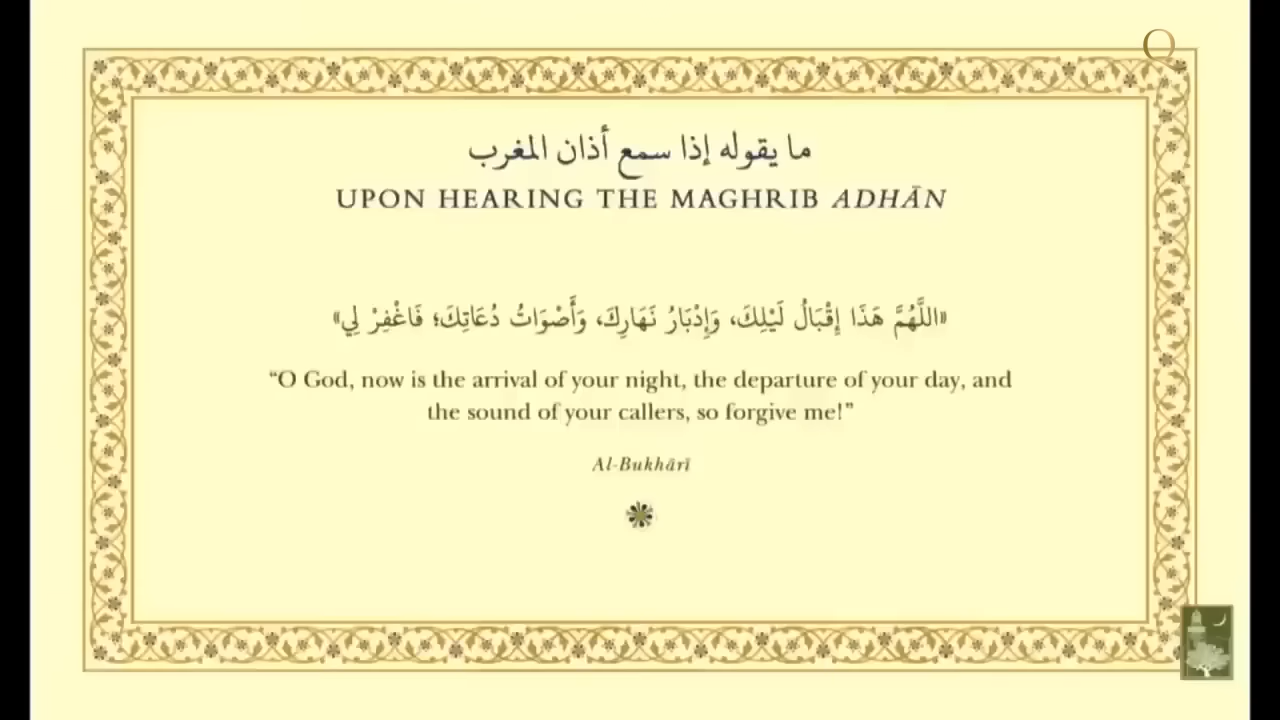 Q
ما يقوله إذا سمع أذان المغرب
UPON HEARING THE MAGHRIB ADHĀN
«اللَّهُمَّ هَذَا إِقْبَالُ لَيْلِكَ، وَإِدْبَارُ نَهَارِكَ، وَأَصْوَاتُ دُعَاتِكَ؛ فَاغْفِرْ لِي»
“O God, now is the arrival of your night, the departure of your day, and
the sound of your callers, so forgive me!”
Al-Bukhārī